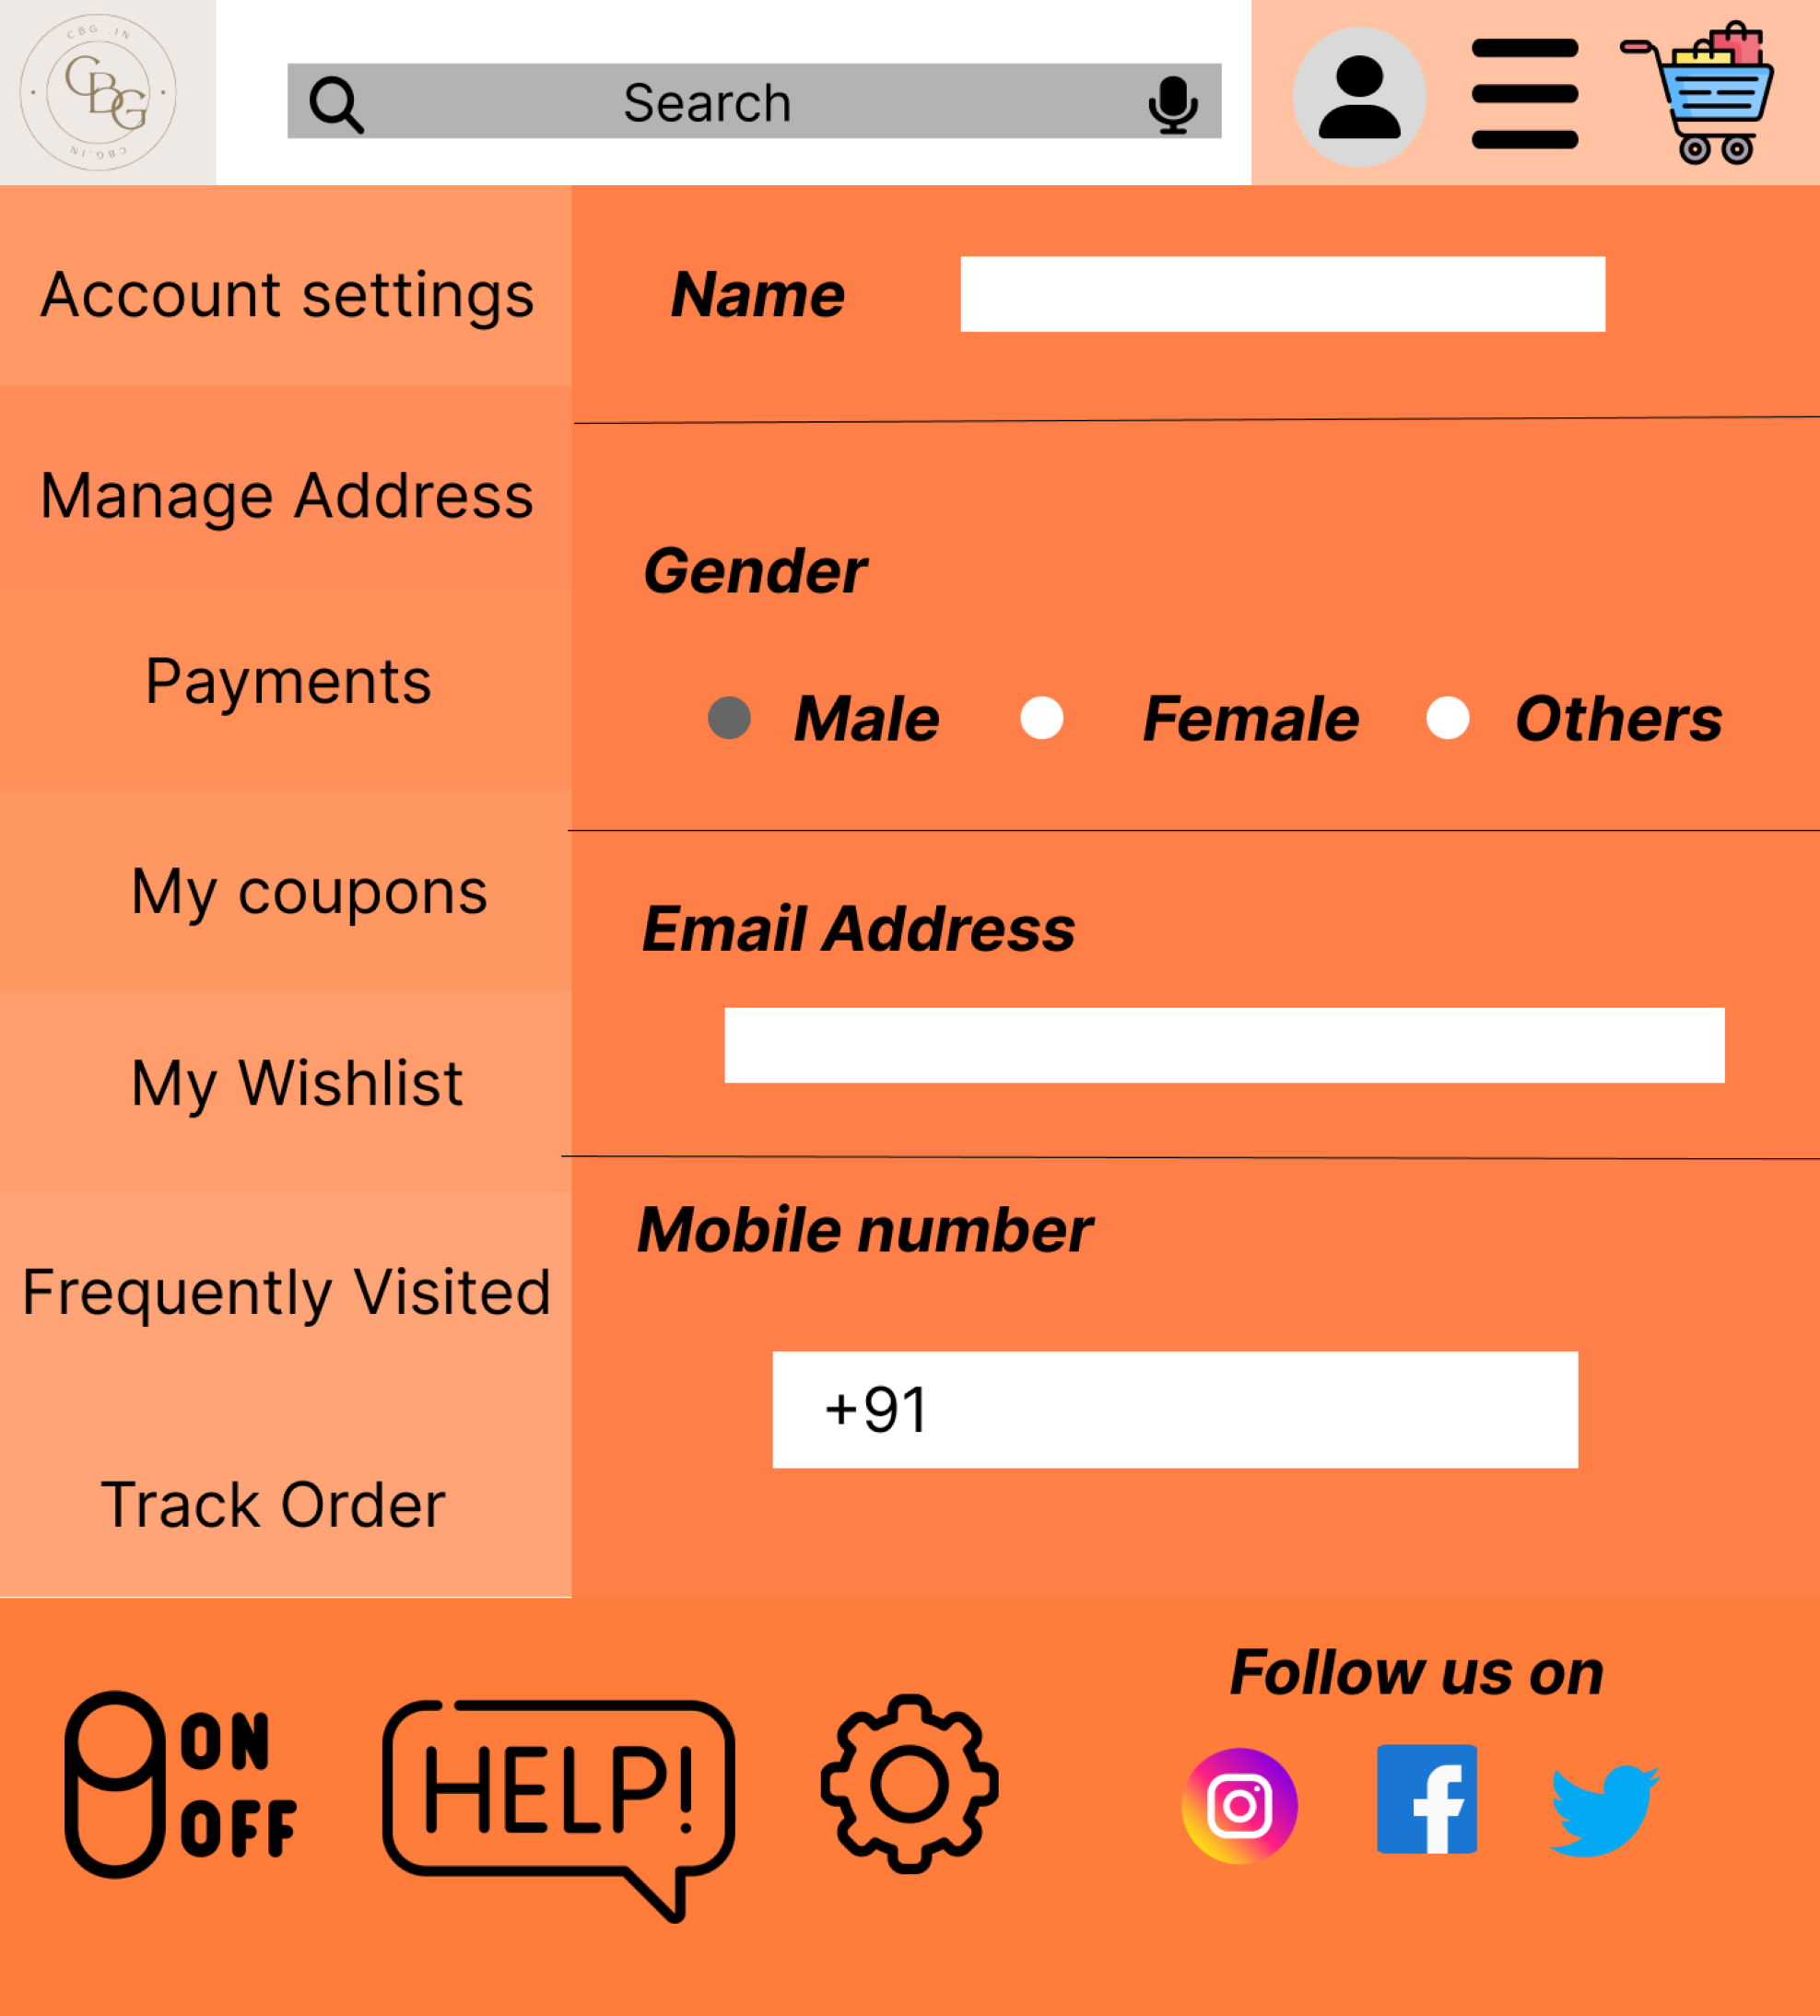 CBG .IN
CBG
CBG.IN
Search
Account settings
Manage Address
Payments
My coupons
My Wishlist
Frequently Visited
Track Order
Name
Gender
Male Female Others
Email Address
Mobile number
+91
ON
OFF
HELP!
Follow us on